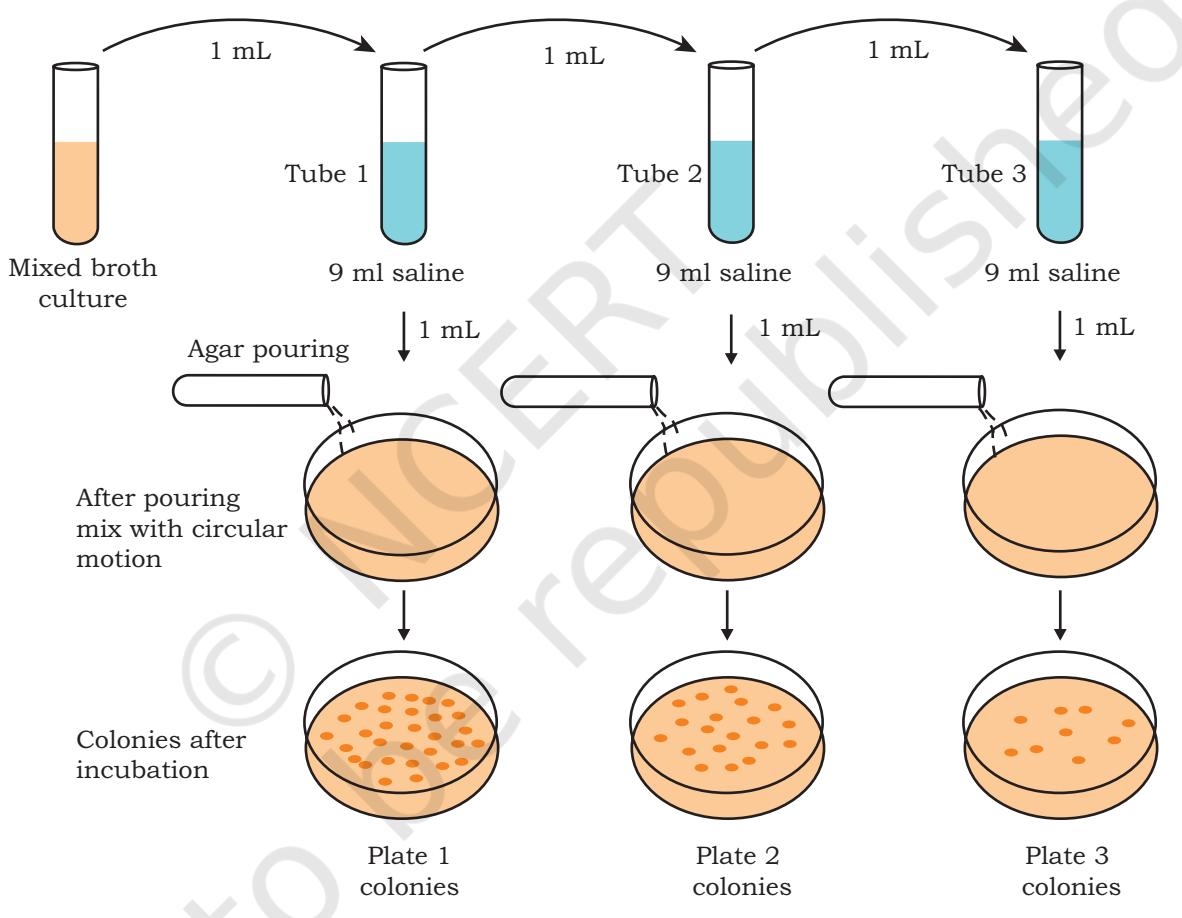 1 mL
1 mL
1 mL
Tube 1
Tube 2
Tube 3
Mixed broth
culture
9 ml saline
9 ml saline
9 ml saline
1 mL
1 mL
1 mL
Agar pouring
After pouring
mix with circular
motion
Colonies after
incubation
Plate 1
colonies
Plate 2
colonies
Plate 3
colonies
© NCERT
to be republished